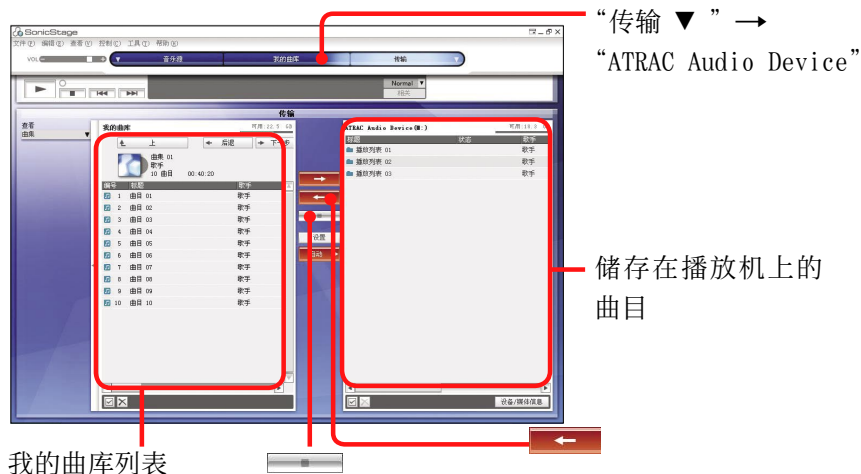 “传输 ▼ ”→
“ATRAC Audio Device”
SonicStage
文件(F) 编辑(E) 查看(V) 控制(C) 工具(T) 帮助(H)
VOL
音乐源 我的曲库 传输
Normal
传输
查看
曲集
我的曲库
可用:22.5 GB
上 后退 下一步
曲集 01
歌手
10 曲目 00:40:20
编号 标题 歌手
1 曲目 01 歌手
2 曲目 02 歌手
3 曲目 03 歌手
4 曲目 04 歌手
5 曲目 05 歌手
6 曲目 06 歌手
7 曲目 07 歌手
8 曲目 08 歌手
9 曲目 09 歌手
10 曲目 10 歌手
设置
自动
ATRAC Audio Device(M:)
标题 状态 歌手
播放列表 01 歌手
播放列表 02 歌手
播放列表 03 歌手
设备/媒体信息
储存在播放机上的
曲目
我的曲库列表